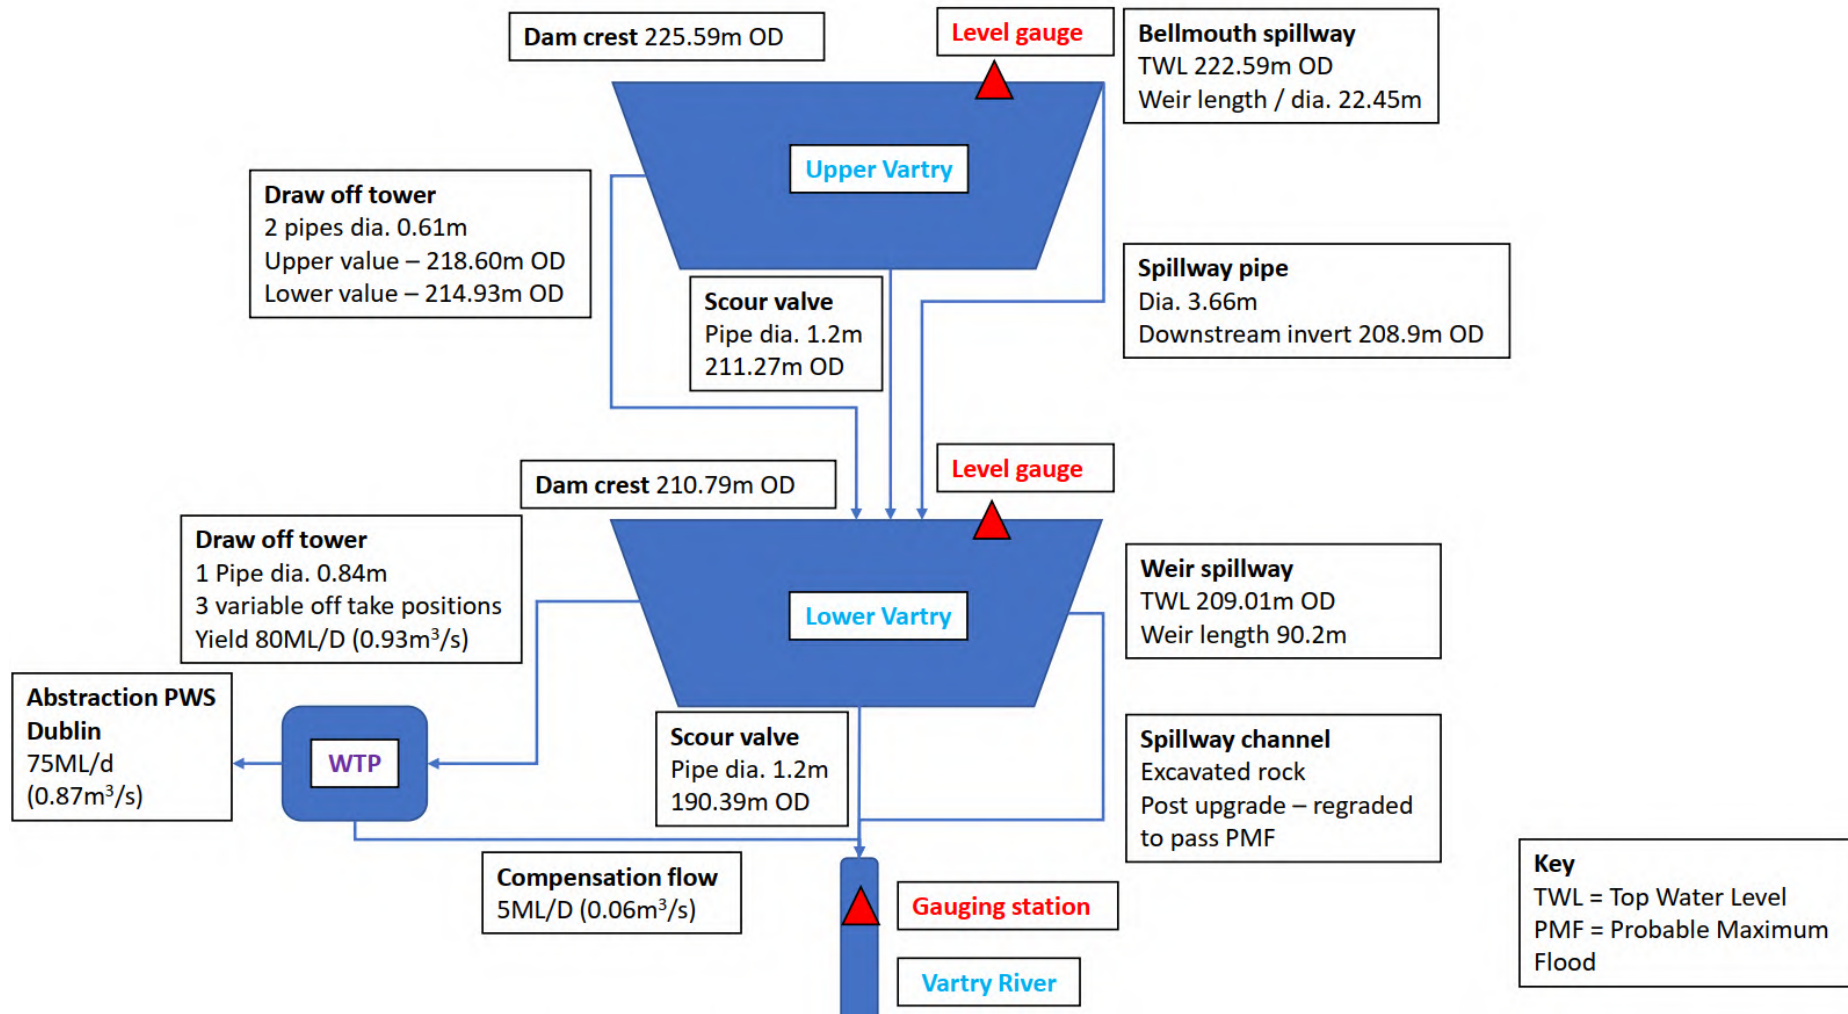 Dam crest 225.59m OD
Level gauge
Bellmouth spillway
TWL 222.59m OD
Weir length / dia. 22.45m
Upper Vartry
Draw off tower
2 pipes dia. 0.61m
Upper value – 218.60m OD
Lower value – 214.93m OD
Scour valve
Pipe dia. 1.2m
211.27m OD
Spillway pipe
Dia. 3.66m
Downstream invert 208.9m OD
Dam crest 210.79m OD
Level gauge
Draw off tower
1 Pipe dia. 0.84m
3 variable off take positions
Yield 80ML/D (0.93m³/s)
Lower Vartry
Weir spillway
TWL 209.01m OD
Weir length 90.2m
Abstraction PWS
Dublin
75ML/d
(0.87m³/s)
WTP
Scour valve
Pipe dia. 1.2m
190.39m OD
Spillway channel
Excavated rock
Post upgrade – regraded
to pass PMF
Compensation flow
5ML/D (0.06m³/s)
Gauging station
Vartry River
Key
TWL = Top Water Level
PMF = Probable Maximum
Flood